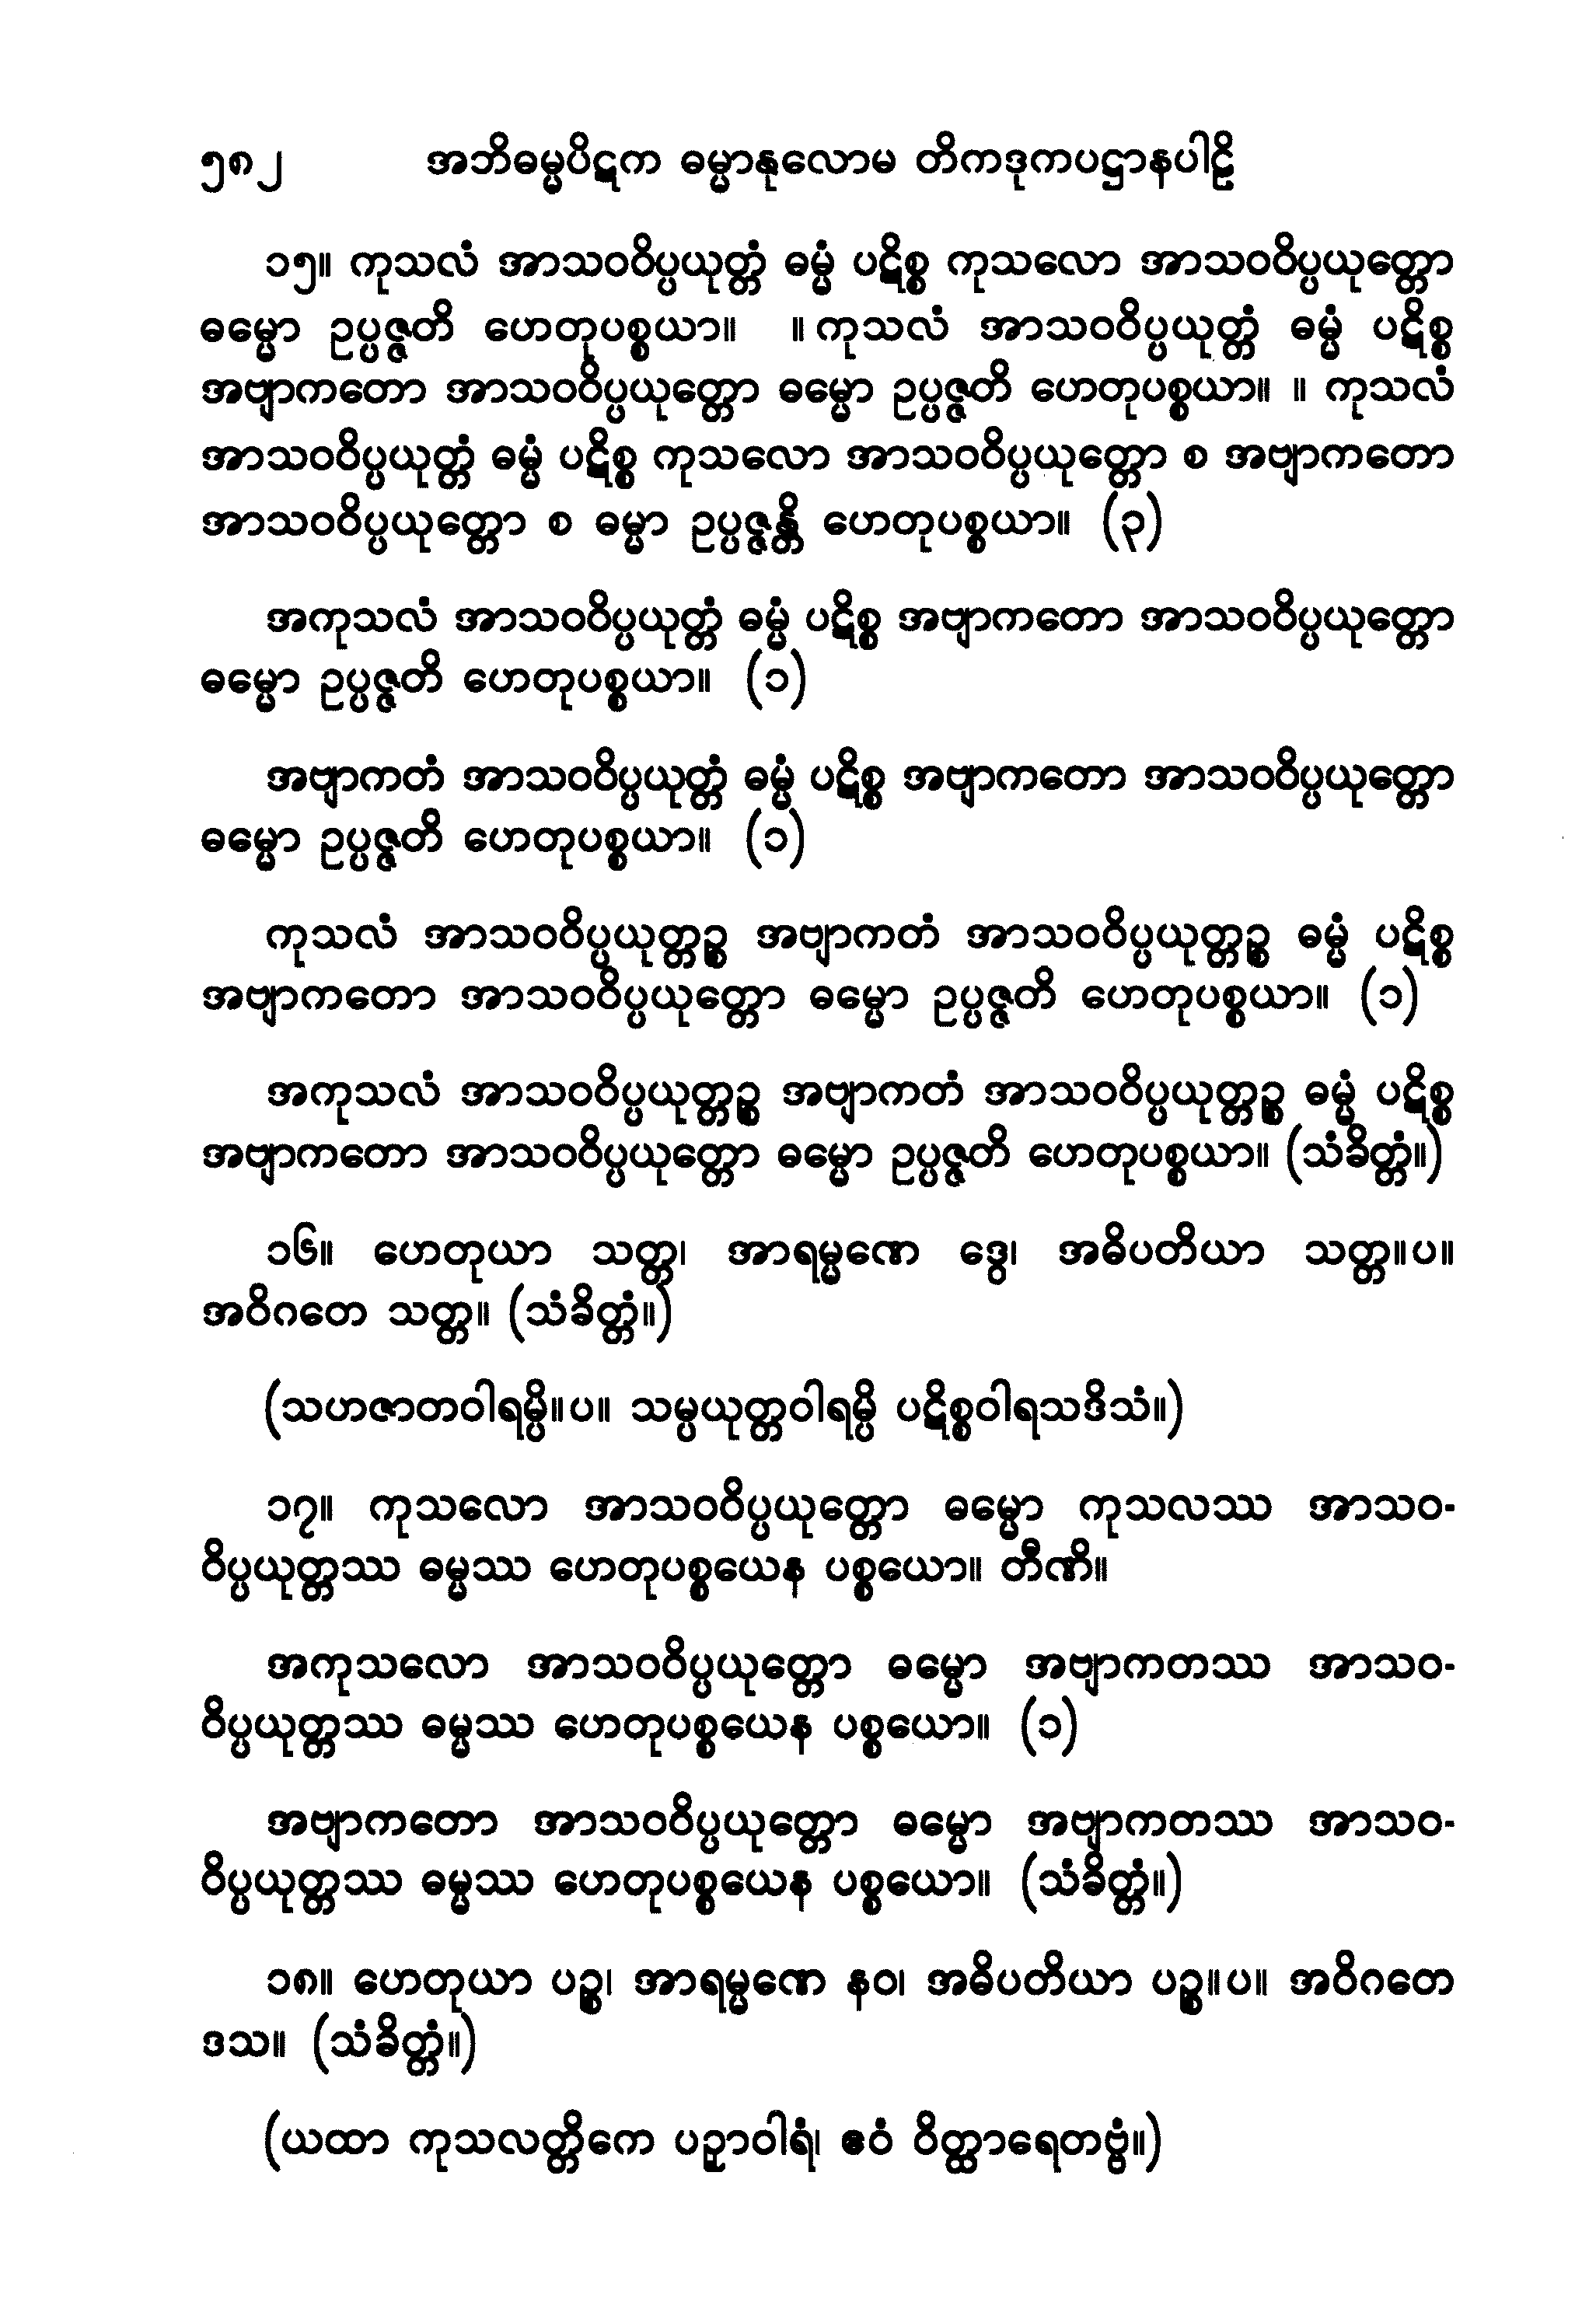 ၅၈၂ အဘိဓမ္မပိဋက ဓမ္မာနုလောမ တိကဒုကပဋ္ဌာနပါဠိ
၁၅။ ကုသလံ အာသဝဝိပ္ပယုတ္တံ ဓမ္မံ ပဋိစ္စ ကုသလော အာသဝဝိပ္ပယုတ္တော
ဓမ္မော ဥပ္ပဇ္ဇတိ ဟေတုပစ္စယာ။ ။ ကုသလံ အာသဝဝိပ္ပယုတ္တံ ဓမ္မံ ပဋိစ္စ
အဗျာကတော အာသဝဝိပ္ပယုတ္တော ဓမ္မော ဥပ္ပဇ္ဇတိ ဟေတုပစ္စယာ။ ။ ကုသလံ
အာသဝဝိပ္ပယုတ္တံ ဓမ္မံ ပဋိစ္စ ကုသလော အာသဝဝိပ္ပယုတ္တော စ အဗျာကတော
အာသဝဝိပ္ပယုတ္တော စ ဓမ္မာ ဥပ္ပဇ္ဇန္တိ ဟေတုပစ္စယာ။ (၃)
အကုသလံ အာသဝဝိပ္ပယုတ္တံ ဓမ္မံ ပဋိစ္စ အဗျာကတော အာသဝဝိပ္ပယုတ္တော
ဓမ္မော ဥပ္ပဇ္ဇတိ ဟေတုပစ္စယာ။ (၁)
အဗျာကတံ အာသဝဝိပ္ပယုတ္တံ ဓမ္မံ ပဋိစ္စ အဗျာကတော အာသဝဝိပ္ပယုတ္တော
ဓမ္မော ဥပ္ပဇ္ဇတိ ဟေတုပစ္စယာ။ (၁)
ကုသလံ အာသဝဝိပ္ပယုတ္တဉ္စ အဗျာကတံ အာသဝဝိပ္ပယုတ္တဉ္စ ဓမ္မံ ပဋိစ္စ
အဗျာကတော အာသဝဝိပ္ပယုတ္တော ဓမ္မော ဥပ္ပဇ္ဇတိ ဟေတုပစ္စယာ။ (၁)
အကုသလံ အာသဝဝိပ္ပယုတ္တဉ္စ အဗျာကတံ အာသဝဝိပ္ပယုတ္တဉ္စ ဓမ္မံ ပဋိစ္စ
အဗျာကတော အာသဝဝိပ္ပယုတ္တော ဓမ္မော ဥပ္ပဇ္ဇတိ ဟေတုပစ္စယာ။ (သံခိတ္တံ။)
၁၆။ ဟေတုယာ သတ္တ၊ အာရမ္မဏေ ဒွေ၊ အဓိပတိယာ သတ္တ။ပ။
အဝိဂတေ သတ္တ။ (သံခိတ္တံ။)
(သဟဇာတဝါရမ္ပိ။ပ။ သမ္ပယုတ္တဝါရမ္ပိ ပဋိစ္စဝါရသဒိသံ။)
၁၇။ ကုသလော အာသဝဝိပ္ပယုတ္တော ဓမ္မော ကုသလဿ အာသဝ-
ဝိပ္ပယုတ္တဿ ဓမ္မဿ ဟေတုပစ္စယေန ပစ္စယော။ တီဏိ။
အကုသလော အာသဝဝိပ္ပယုတ္တော ဓမ္မော အဗျာကတဿ အာသဝ-
ဝိပ္ပယုတ္တဿ ဓမ္မဿ ဟေတုပစ္စယေန ပစ္စယော။ (၁)
အဗျာကတော အာသဝဝိပ္ပယုတ္တော ဓမ္မော အဗျာကတဿ အာသဝ-
ဝိပ္ပယုတ္တဿ ဓမ္မဿ ဟေတုပစ္စယေန ပစ္စယော။ (သံခိတ္တံ။)
၁၈။ ဟေတုယာ ပဉ္စ၊ အာရမ္မဏေ နဝ၊ အဓိပတိယာ ပဉ္စ။ပ။ အဝိဂတေ
ဒသ။ (သံခိတ္တံ။)
(ယထာ ကုသလတ္တိကေ ပဉှာဝါရံ၊ ဧဝံ ဝိတ္ထာရေတဗ္ဗံ။)